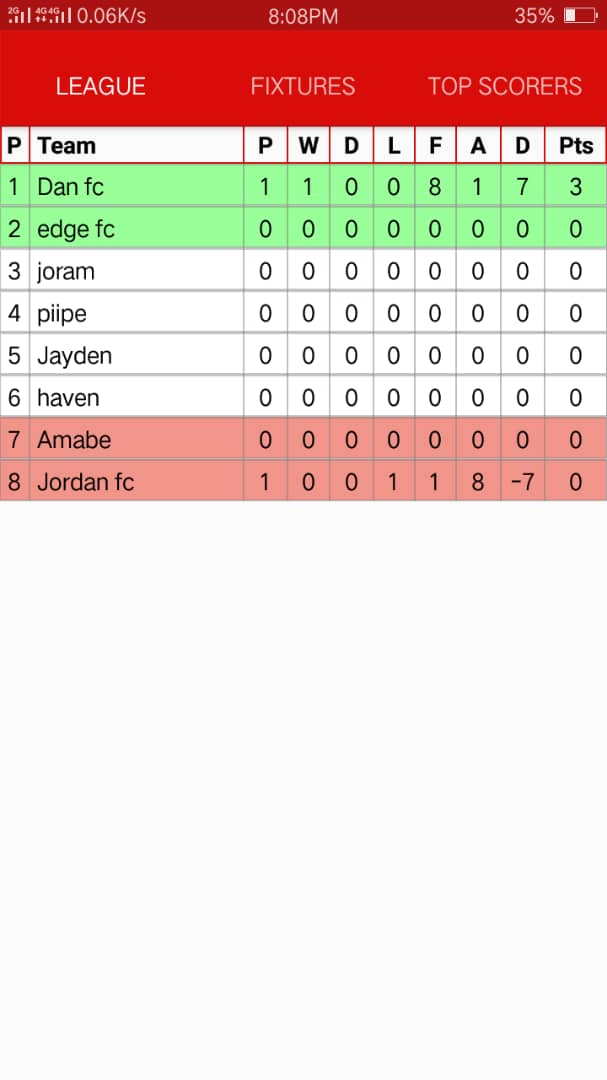 2G 4G4G 0.06K/s 8:08PM 35%
LEAGUE FIXTURES TOP SCORERS
P Team P W D L F A D Pts
1 Dan fc 1 1 0 0 8 1 7 3
2 edge fc 0 0 0 0 0 0 0 0
3 joram 0 0 0 0 0 0 0 0
4 piipe 0 0 0 0 0 0 0 0
5 Jayden 0 0 0 0 0 0 0 0
6 haven 0 0 0 0 0 0 0 0
7 Amabe 0 0 0 0 0 0 0 0
8 Jordan fc 1 0 0 1 1 8 -7 0